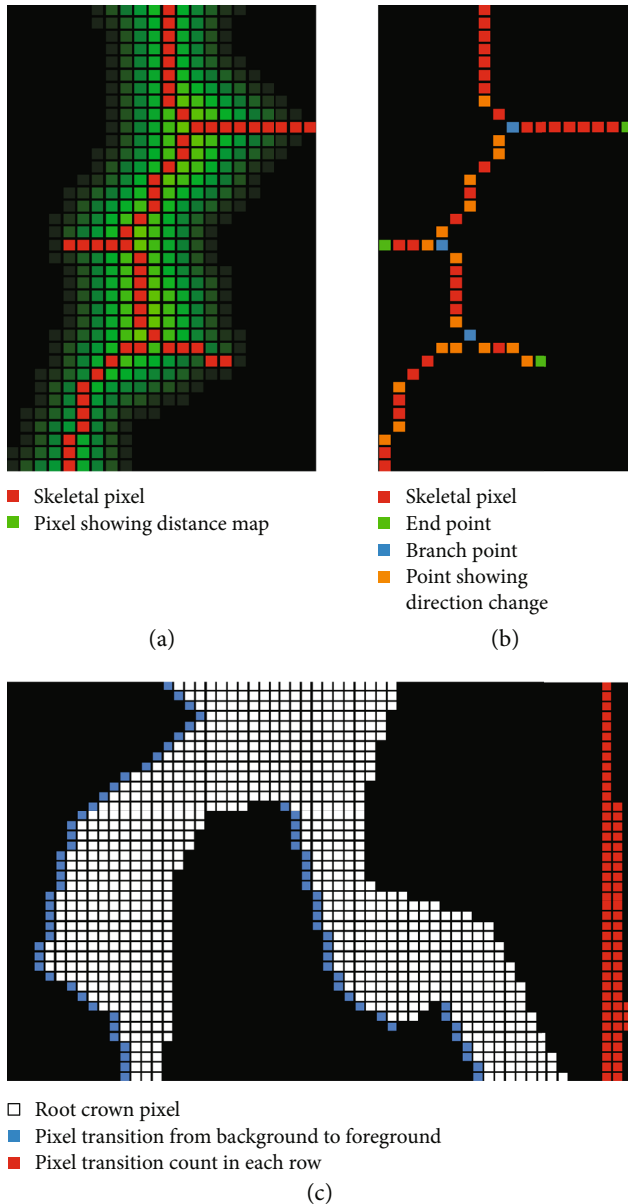 Skeletal pixel
Pixel showing distance map
(a)
Skeletal pixel
End point
Branch point
Point showing
direction change
(b)
Root crown pixel
Pixel transition from background to foreground
Pixel transition count in each row
(c)